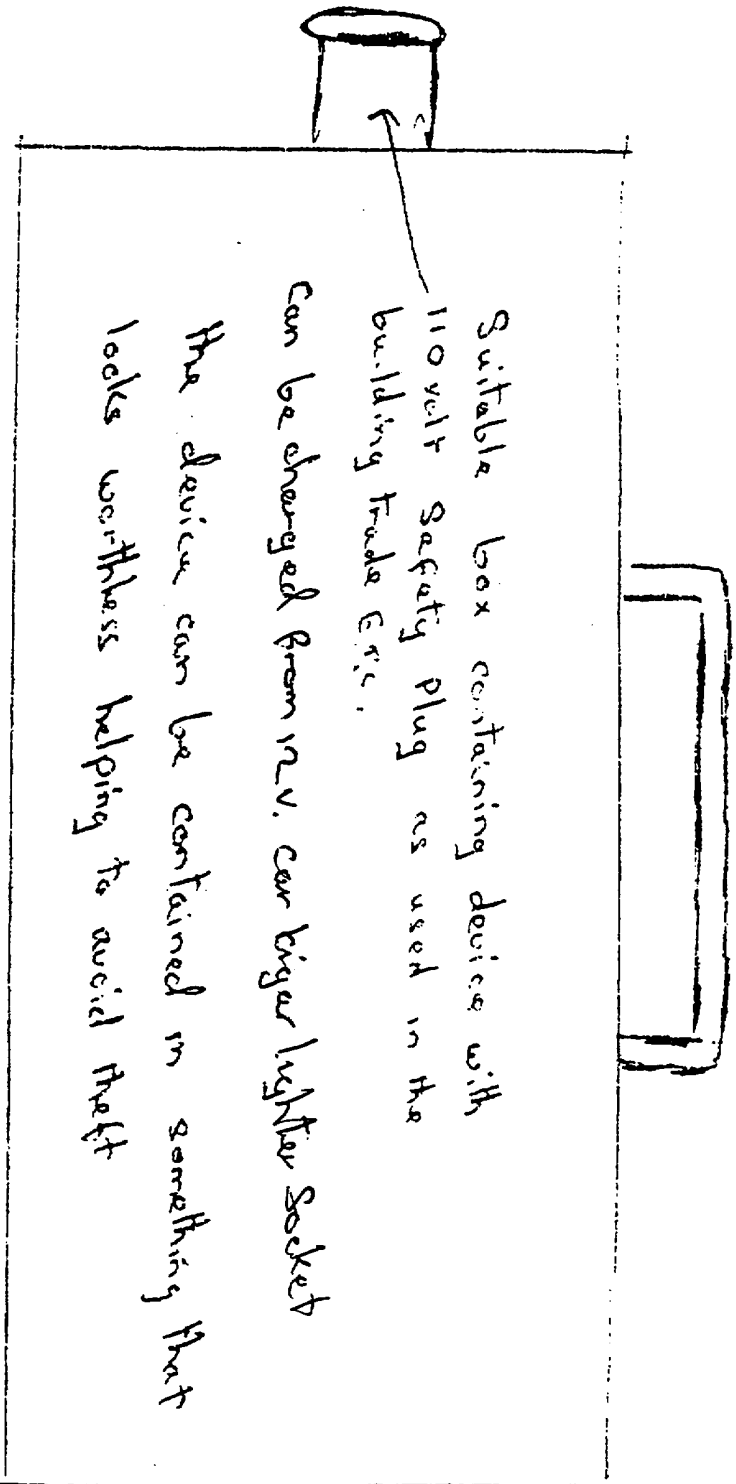 Suitable box containing device with
110 volt Safety plug as used in the
building trade Etc.
Can be charged from 12 v. car cigar lighter Socket
the device can be contained in something that
looks worthless helping to avoid theft